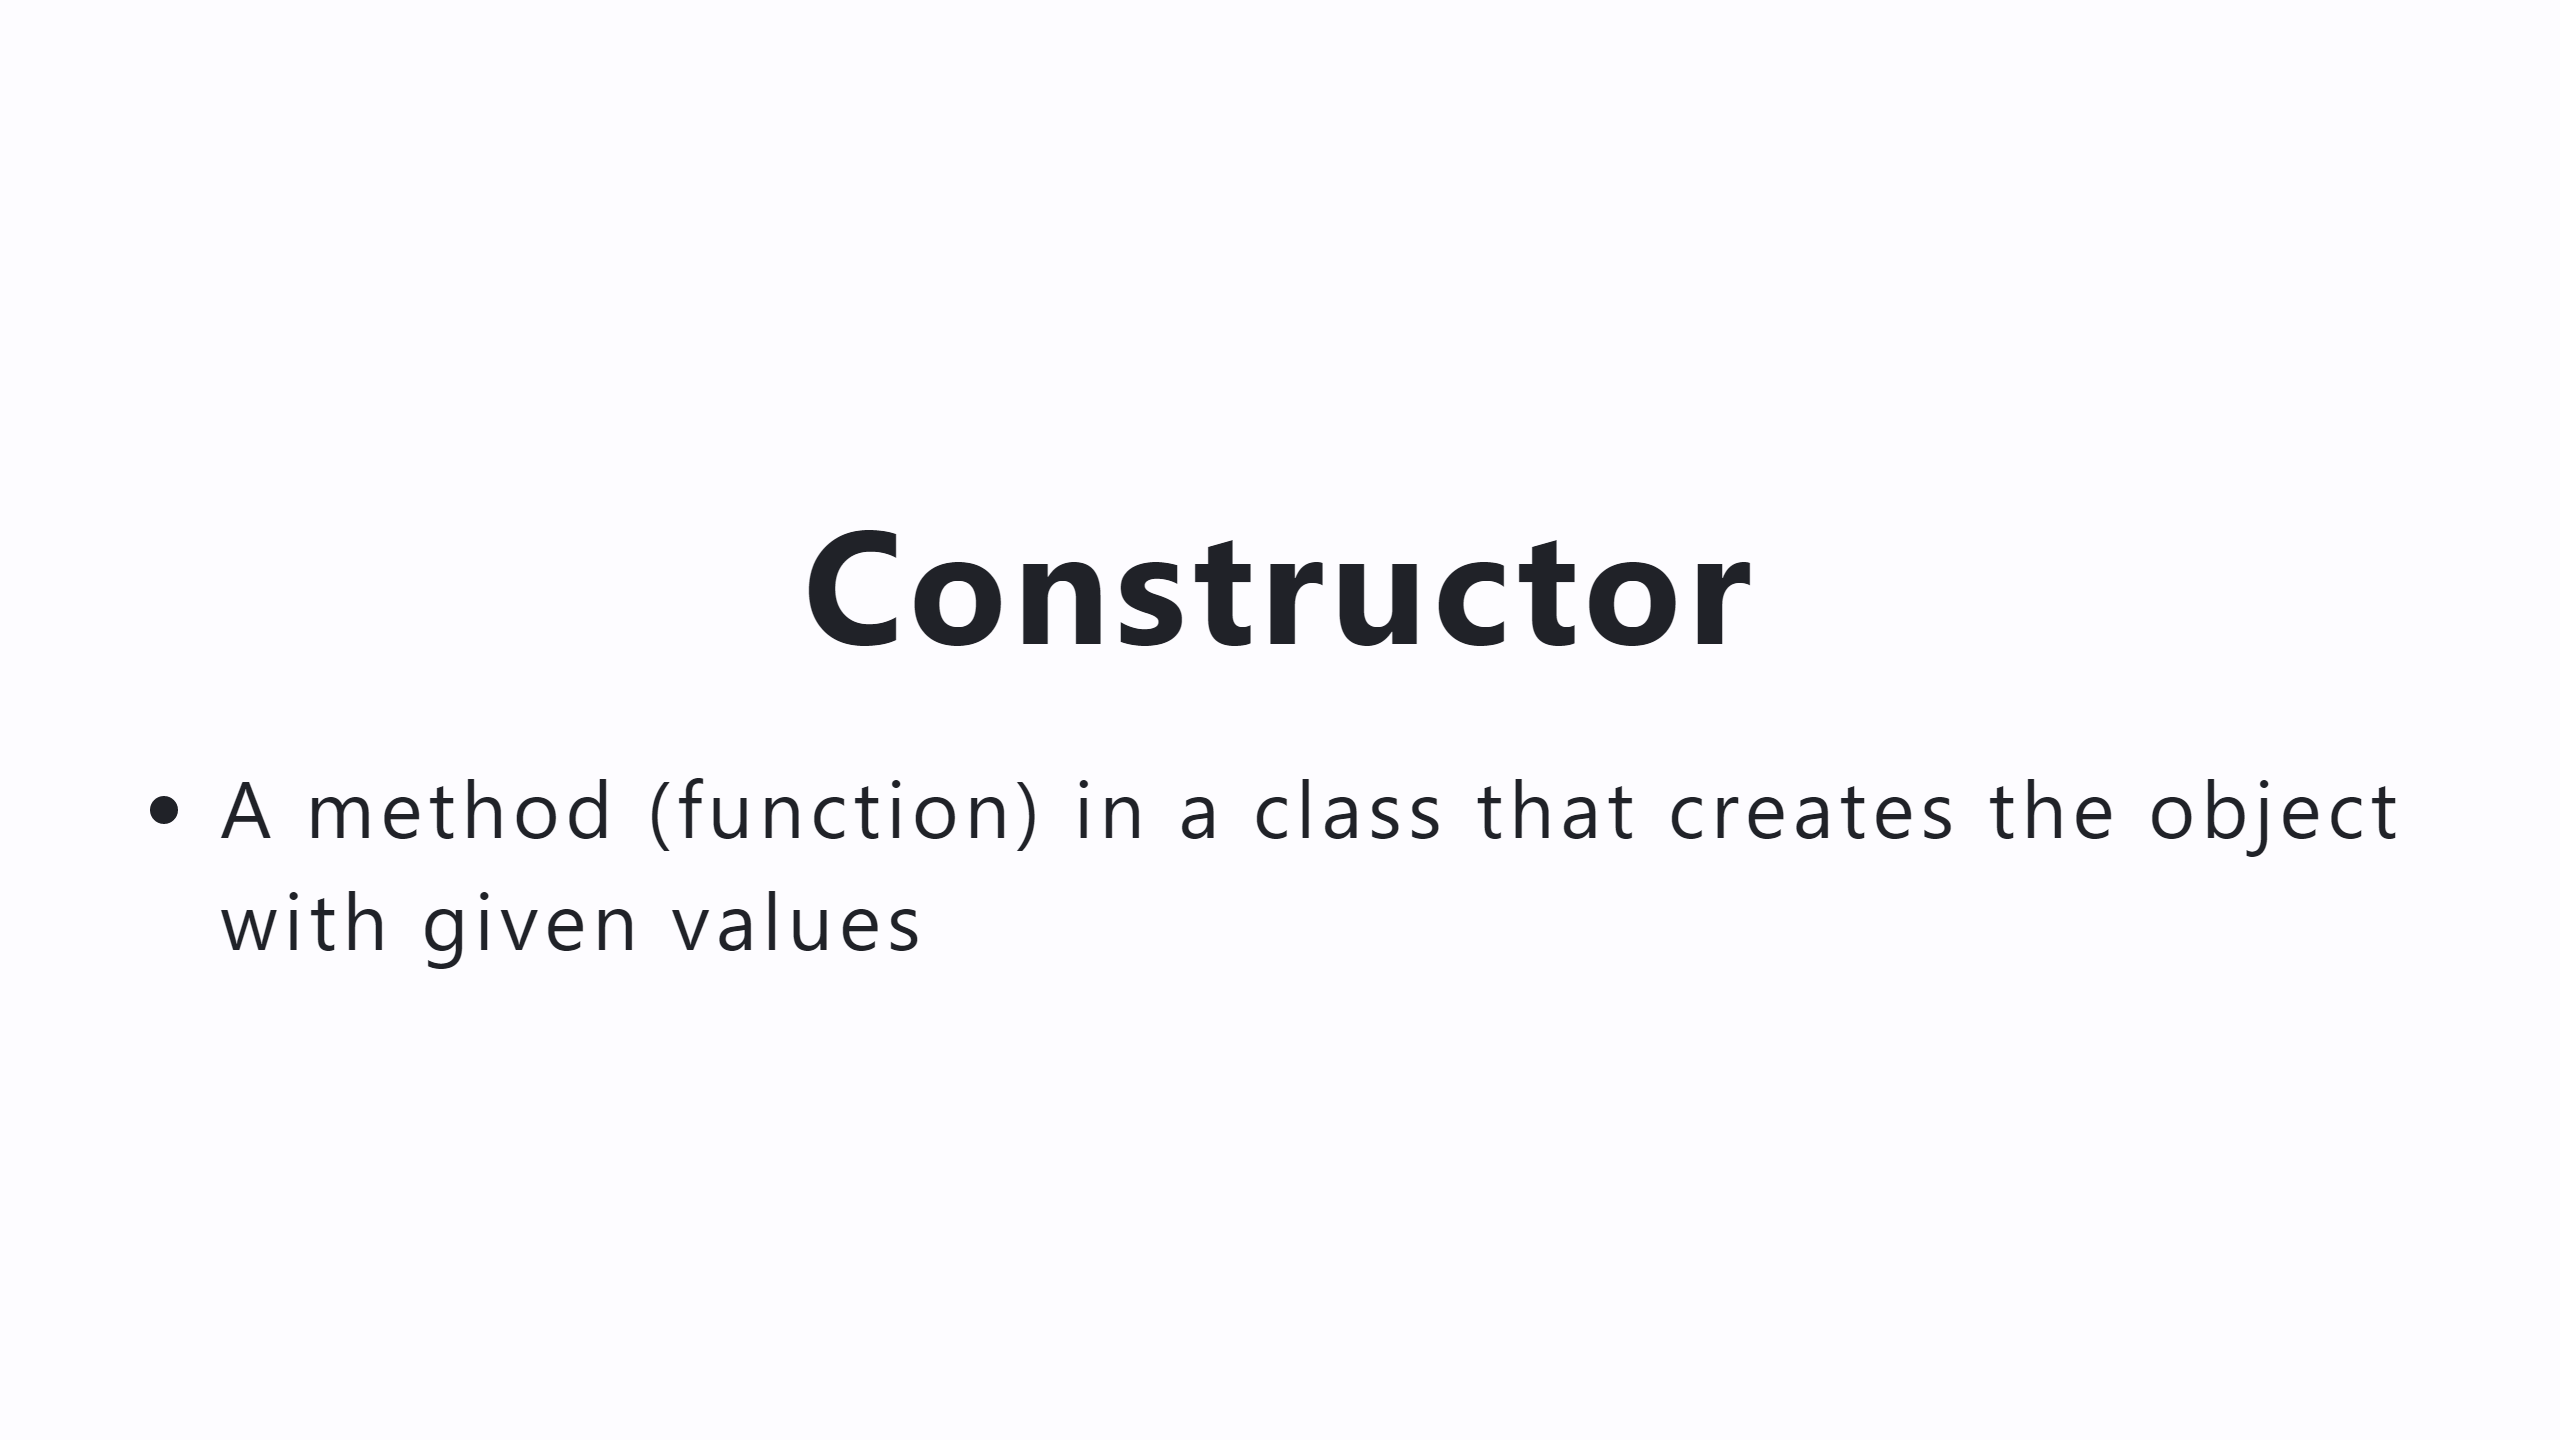 Constructor
• A method (function) in a class that creates the object
with given values